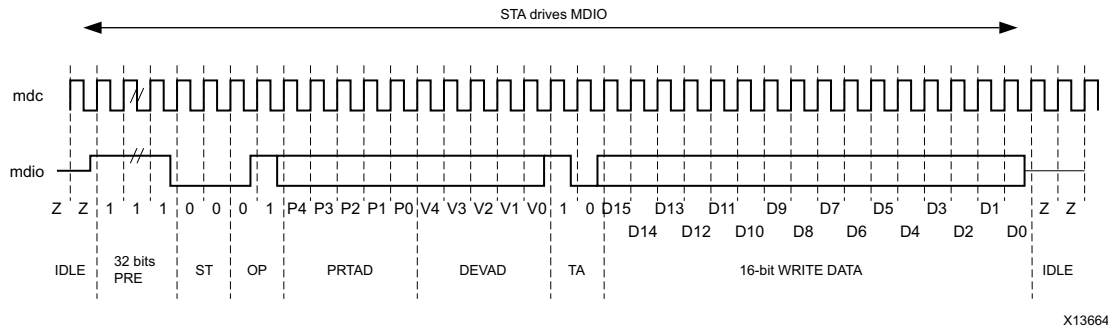 STA drives MDIO
mdc
mdio
Z Z 1 1 1 0 0 0 1 P4 P3 P2 P1 P0 V4 V3 V2 V1 V0 1 0 D15 D13 D11 D9 D7 D5 D3 D1 Z Z
D14 D12 D10 D8 D6 D4 D2 D0
IDLE 32 bits PRE ST OP PRTAD DEVAD TA 16-bit WRITE DATA IDLE
X13664